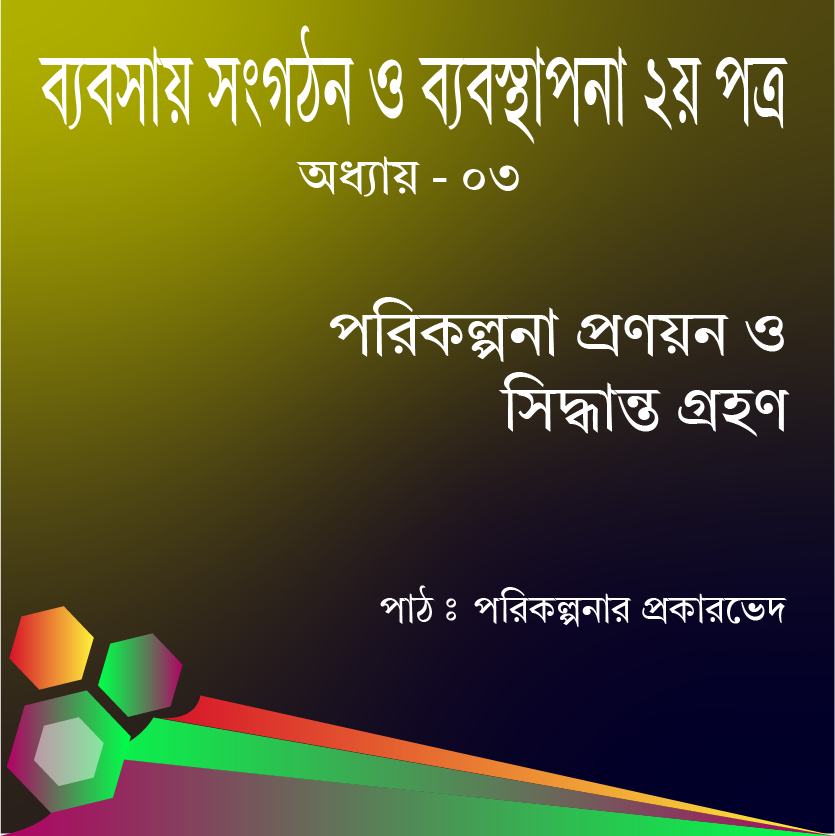 ব্যবসায় সংগঠন ও ব্যবস্থাপনা ২য় পত্র
অধ্যায় - ০৩
পরিকল্পনা প্রণয়ন ও
সিদ্ধান্ত গ্রহণ
পাঠ ঃ পরিকল্পনার প্রকারভেদ